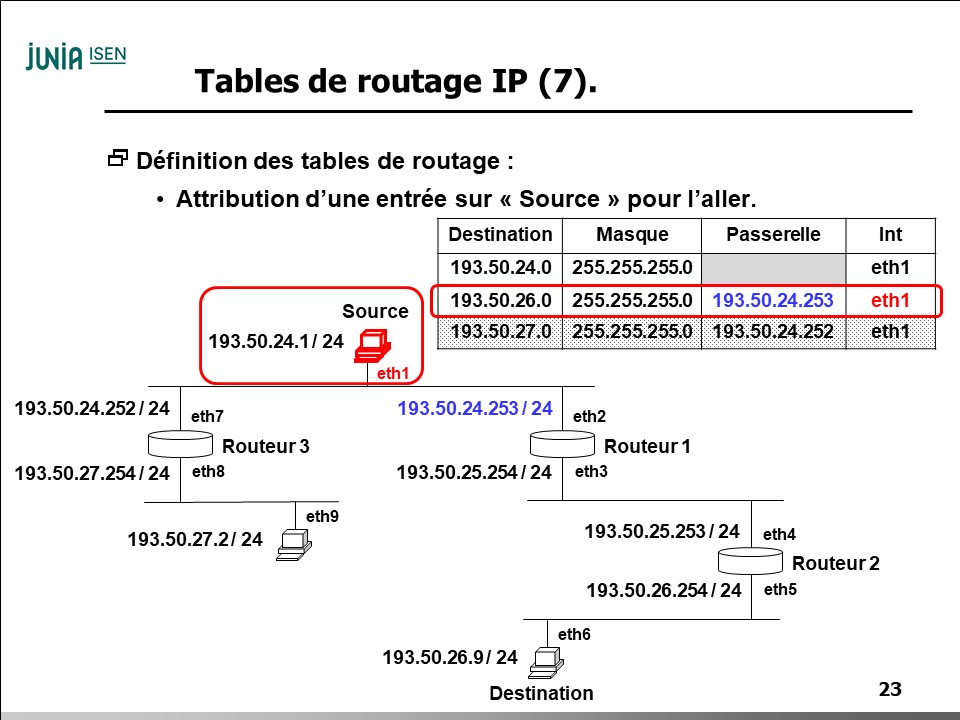 JUNIA ISEN
Tables de routage IP (7).
Définition des tables de routage :
• Attribution d’une entrée sur « Source » pour l’aller.
Destination Masque Passerelle Int
193.50.24.0 255.255.255.0 eth1
193.50.26.0 255.255.255.0 193.50.24.253 eth1
193.50.27.0 255.255.255.0 193.50.24.252 eth1
Source
193.50.24.1 / 24
eth1
193.50.24.252 / 24
eth7
193.50.24.253 / 24
eth2
Routeur 3
Routeur 1
193.50.27.254 / 24
eth8
193.50.25.254 / 24
eth3
eth9
193.50.27.2 / 24
193.50.25.253 / 24
eth4
Routeur 2
193.50.26.254 / 24
eth5
eth6
193.50.26.9 / 24
Destination
23